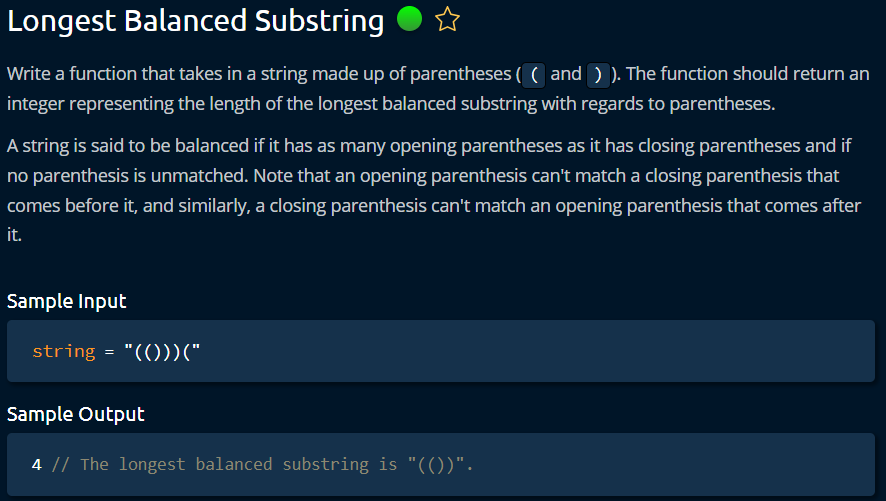 Longest Balanced Substring
Write a function that takes in a string made up of parentheses ( ( and ) ). The function should return an
integer representing the length of the longest balanced substring with regards to parentheses.
A string is said to be balanced if it has as many opening parentheses as it has closing parentheses and if
no parenthesis is unmatched. Note that an opening parenthesis can't match a closing parenthesis that
comes before it, and similarly, a closing parenthesis can't match an opening parenthesis that comes after
it.
Sample Input
string = "(()))("
Sample Output
4 // The longest balanced substring is "(())".